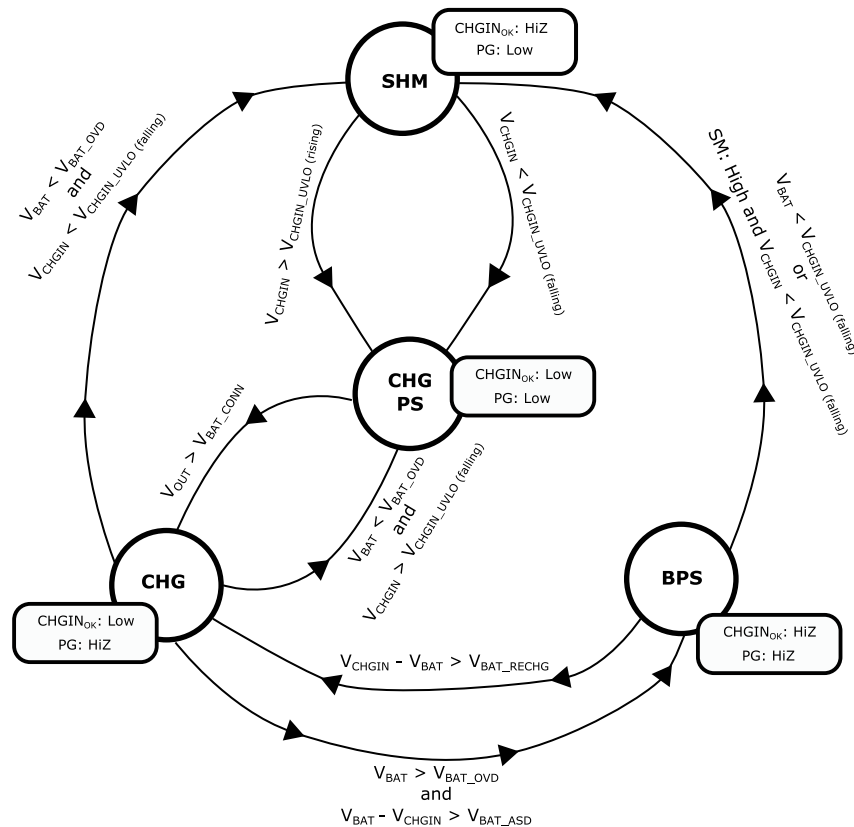 CHGIN_OK: HiZ
PG: Low
SHM
V_BAT < V_BAT_OVD
and
V_CHGIN < V_CHGIN_UVLO (falling)
V_CHGIN > V_CHGIN_UVLO (rising)
V_CHGIN < V_CHGIN_UVLO (falling)
V_BAT < V_CHGIN_UVLO (falling)
or
SM: High and V_CHGIN < V_CHGIN_UVLO (falling)
CHG
PS
CHGIN_OK: Low
PG: Low
V_OUT > V_BAT_CONN
V_BAT < V_BAT_OVD
and
V_CHGIN > V_CHGIN_UVLO (falling)
CHG
CHGIN_OK: Low
PG: HiZ
BPS
CHGIN_OK: HiZ
PG: HiZ
V_CHGIN - V_BAT > V_BAT_RECHG
V_BAT > V_BAT_OVD
and
V_BAT - V_CHGIN > V_BAT_ASD